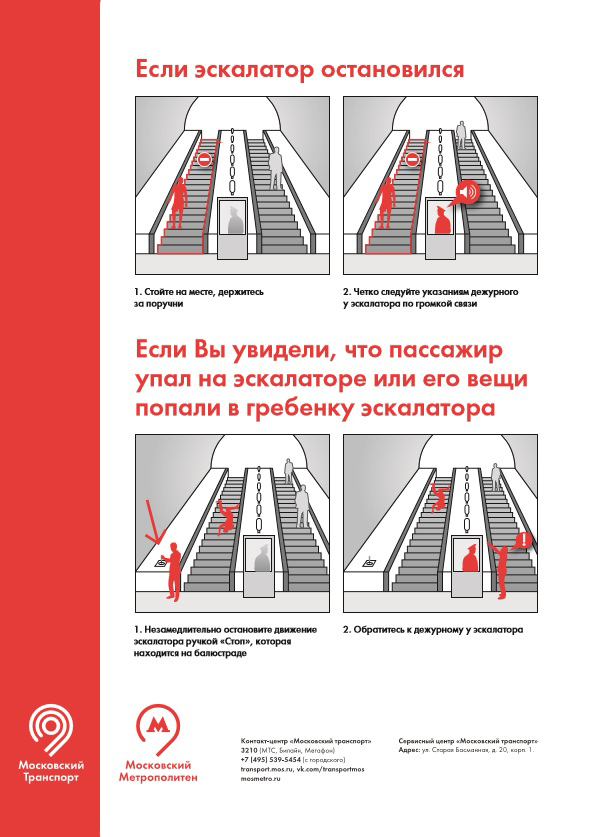 Если эскалатор остановился
1. Стойте на месте, держитесь
за поручни
2. Четко следуйте указаниям дежурного
у эскалатора по громкой связи
Если Вы увидели, что пассажир
упал на эскалаторе или его вещи
попали в гребенку эскалатора
1. Незамедлительно остановите движение
эскалатора ручкой «Стоп», которая
находится на балюстраде
2. Обратитесь к дежурному у эскалатора
Московский
Транспорт
М
Московский
Метрополитен
Контакт-центр «Московский транспорт»
3210 (МТС, Билайн, Мегафон)
+7 (495) 539-5454 (с городского)
transport.mos.ru, vk.com/transportmos
mosmetro.ru
Сервисный центр «Московский транспорт»
Адрес: ул. Старая Басманная, д. 20, корп. 1.